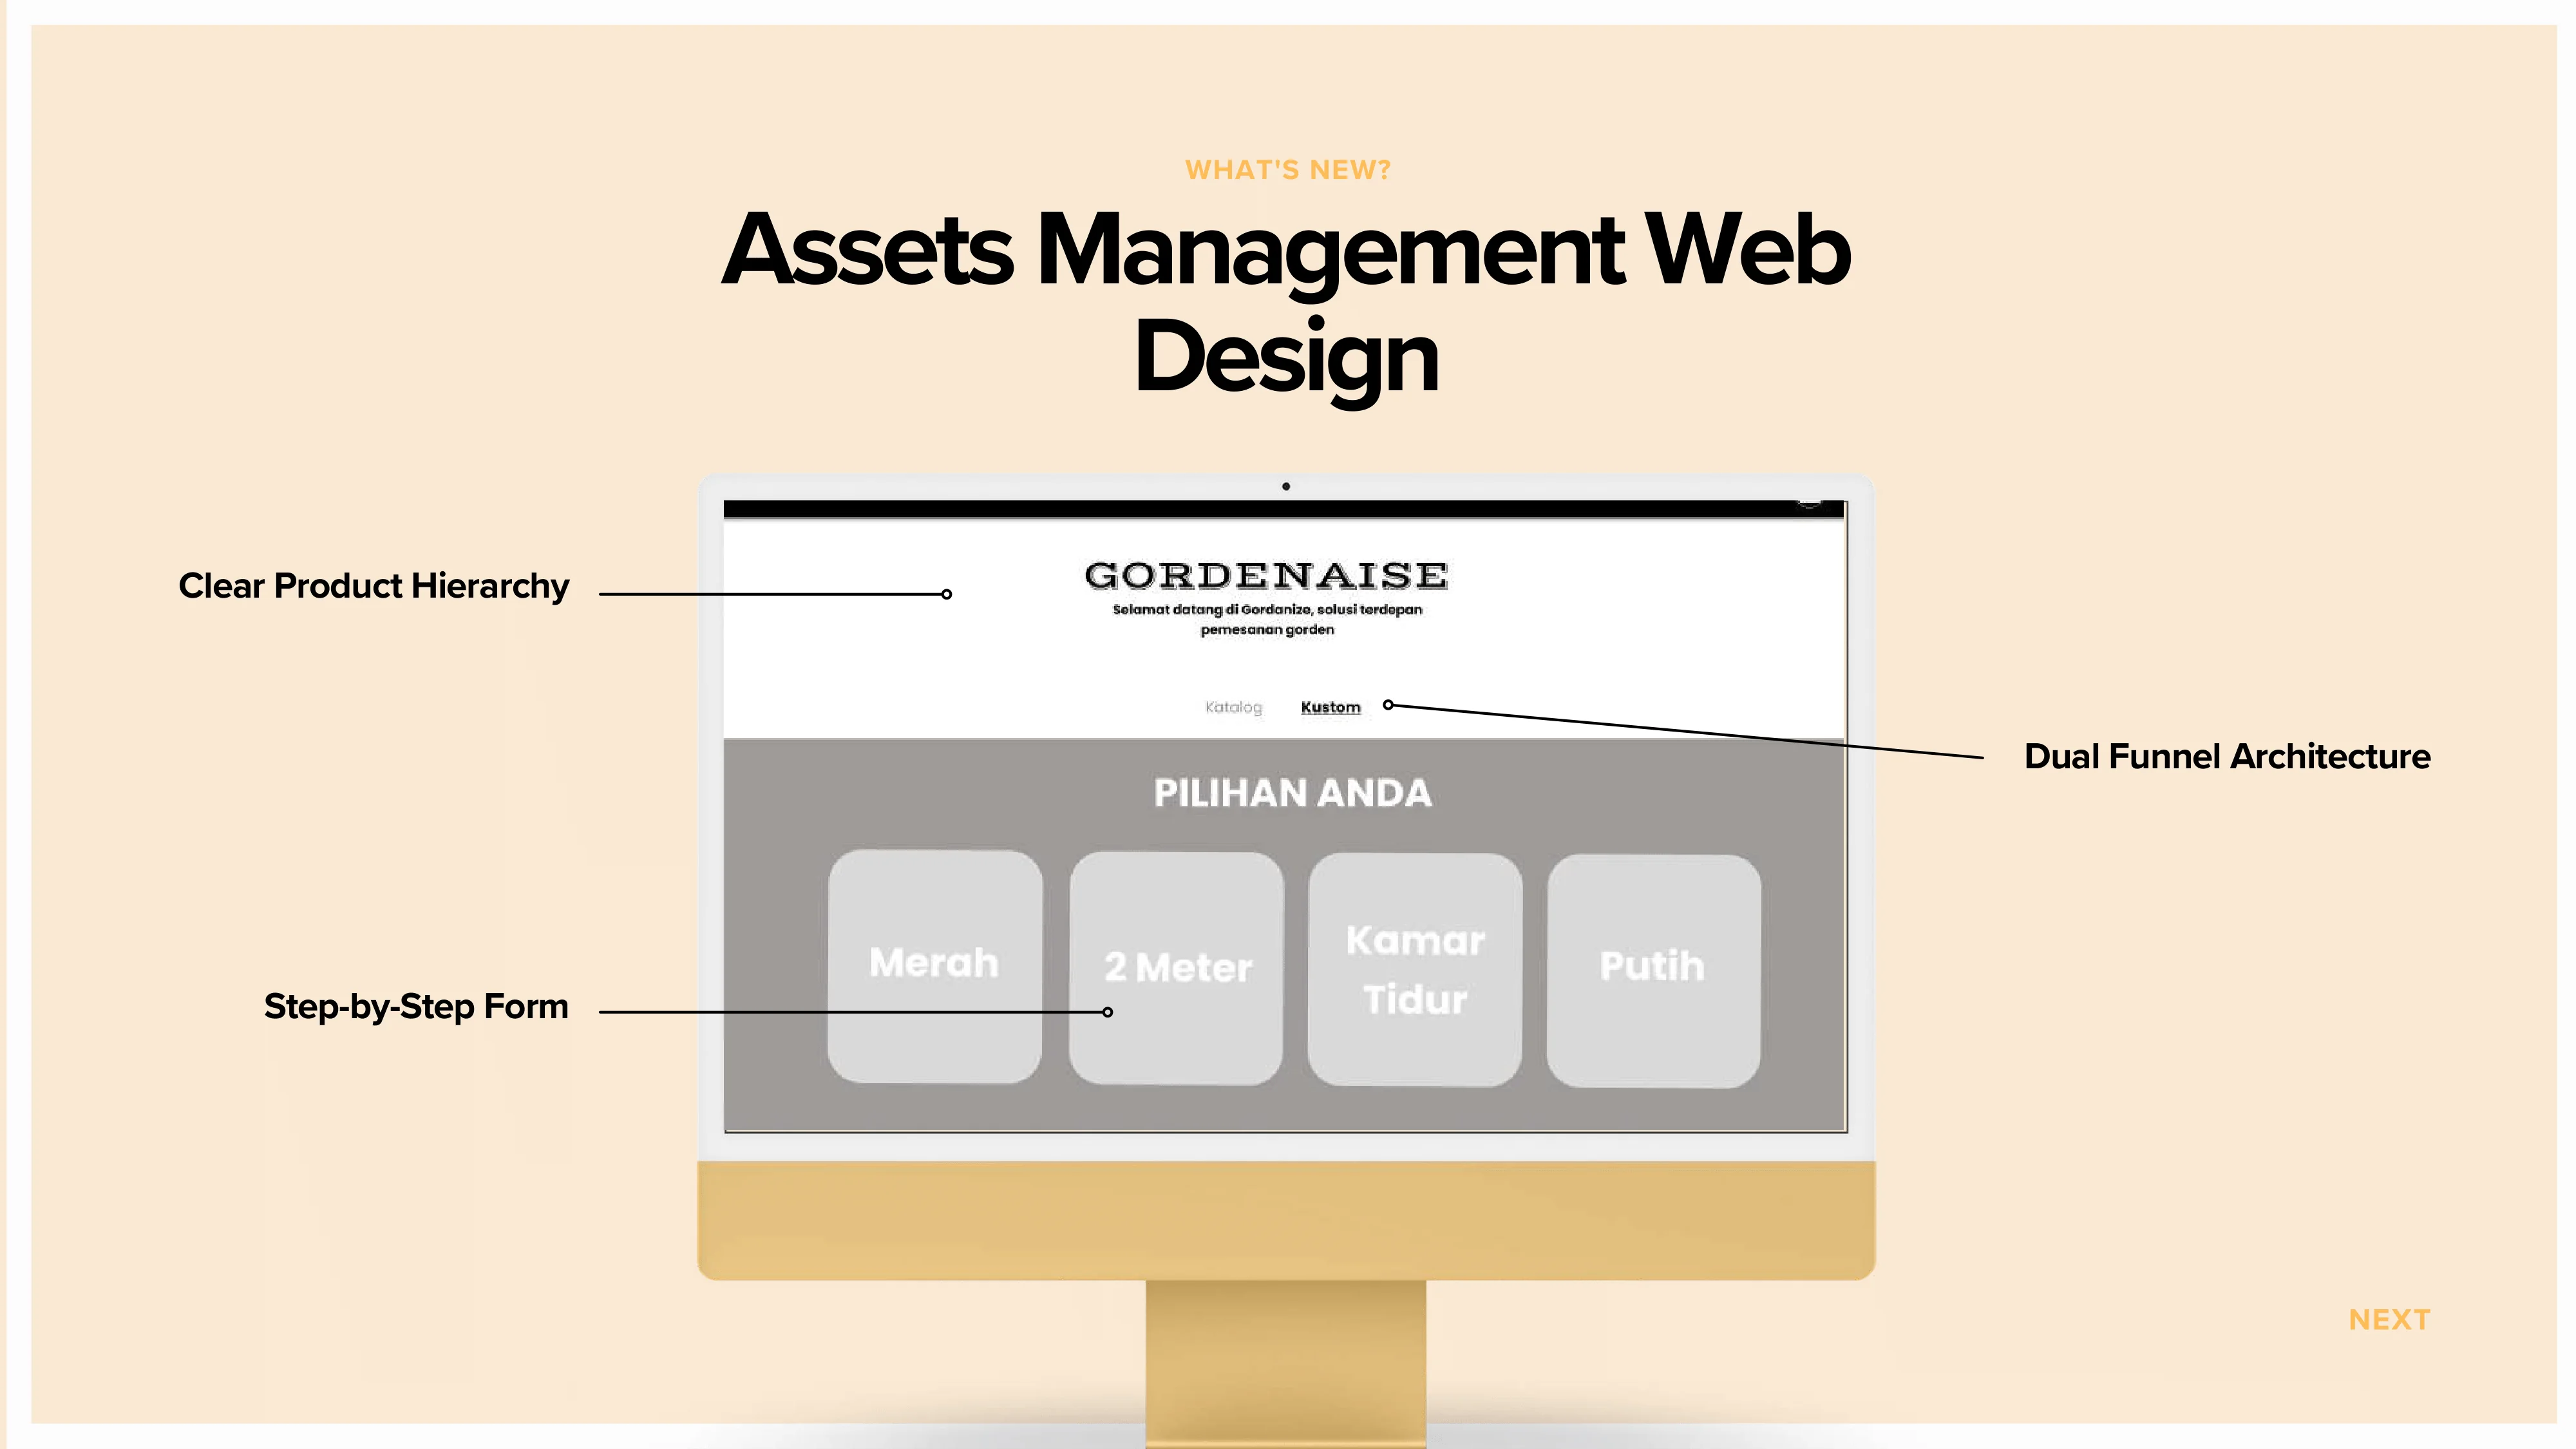 WHAT'S NEW?
Assets Management Web
Design
Clear Product Hierarchy
GORDENAISE
Selamat datang di Gordanize, solusi terdepan
pemesanan gorden
Katalog Kustom
Dual Funnel Architecture
PILIHAN ANDA
Merah
2 Meter
Kamar
Tidur
Putih
Step-by-Step Form
NEXT